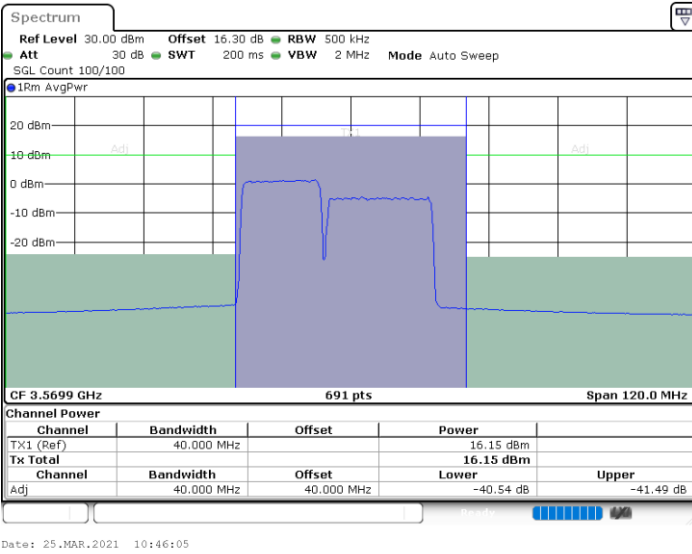 Spectrum
Ref Level 30.00 dBm Offset 16.30 dB RBW 500 kHz
Att 30 dB SWT 200 ms VBW 2 MHz Mode Auto Sweep
SGL Count 100/100
1Rm AvgPwr
20 dBm
TX1
Adj Adj
10 dBm
0 dBm
-10 dBm
-20 dBm
CF 3.5699 GHz 691 pts Span 120.0 MHz
Channel Power
Channel Bandwidth Offset Power
TX1 (Ref) 40.000 MHz 16.15 dBm
Tx Total 16.15 dBm
Channel Bandwidth Offset Lower Upper
Adj 40.000 MHz 40.000 MHz -40.54 dB -41.49 dB
Ready
Date: 25.MAR.2021 10:46:05